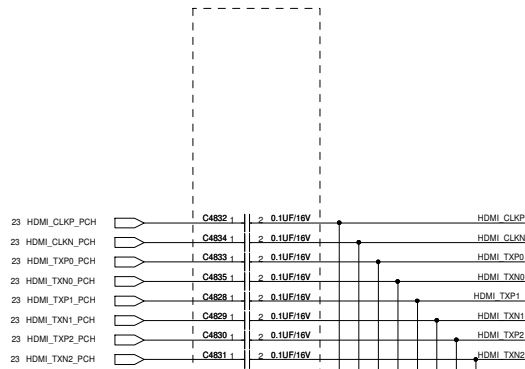 23 HDMI_CLKP_PCH C4832 1 2 0.1UF/16V HDMI_CLKP
23 HDMI_CLKN_PCH C4834 1 2 0.1UF/16V HDMI_CLKN
23 HDMI_TXP0_PCH C4833 1 2 0.1UF/16V HDMI_TXP0
23 HDMI_TXN0_PCH C4835 1 2 0.1UF/16V HDMI_TXN0
23 HDMI_TXP1_PCH C4828 1 2 0.1UF/16V HDMI_TXP1
23 HDMI_TXN1_PCH C4829 1 2 0.1UF/16V HDMI_TXN1
23 HDMI_TXP2_PCH C4830 1 2 0.1UF/16V HDMI_TXP2
23 HDMI_TXN2_PCH C4831 1 2 0.1UF/16V HDMI_TXN2